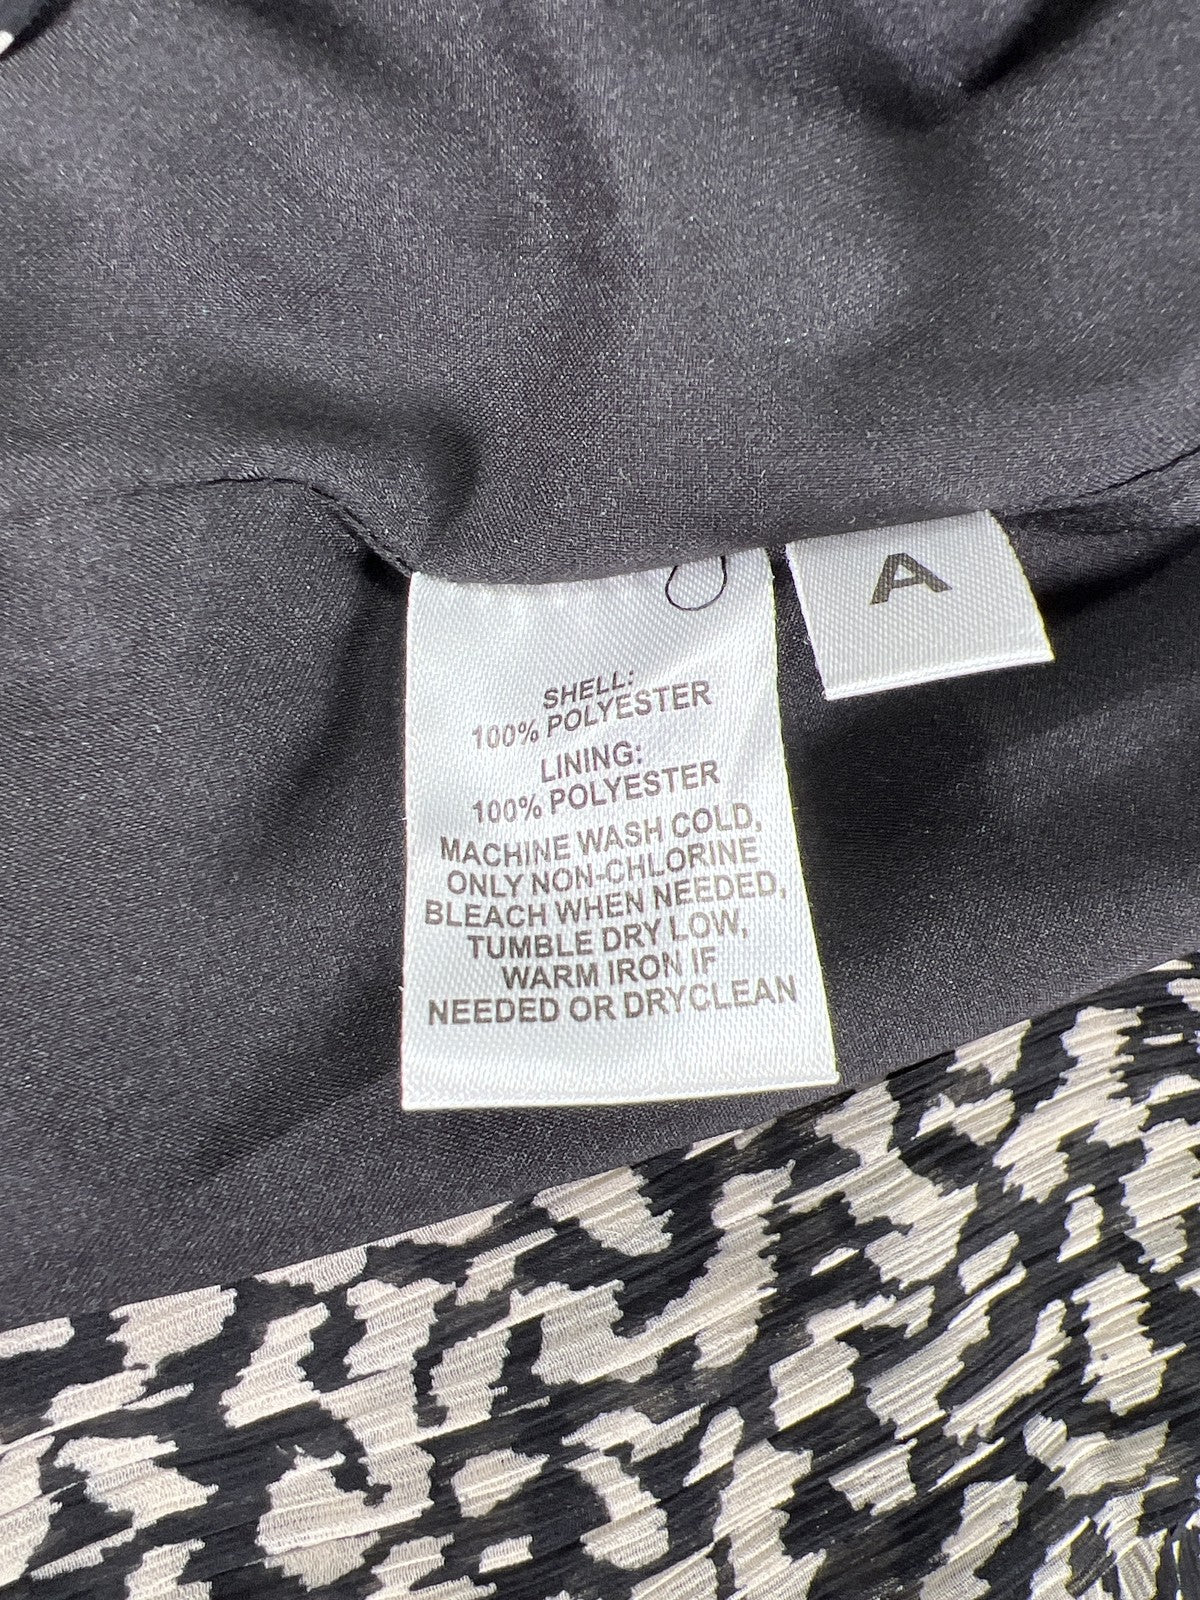 A
SHELL:
100% POLYESTER
LINING:
100% POLYESTER
MACHINE WASH COLD,
ONLY NON-CHLORINE
BLEACH WHEN NEEDED,
TUMBLE DRY LOW,
WARM IRON IF
NEEDED OR DRYCLEAN